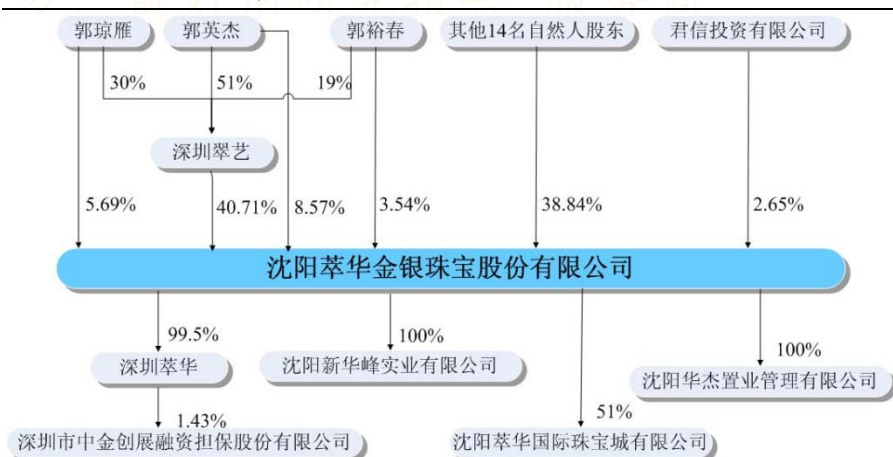 郭琼雁
郭英杰
郭裕春
其他14名自然人股东
君信投资有限公司
30%
51%
19%
深圳翠艺
5.69%
40.71%
8.57%
3.54%
38.84%
2.65%
沈阳萃华金银珠宝股份有限公司
99.5%
100%
100%
深圳萃华
沈阳新华峰实业有限公司
沈阳华杰置业管理有限公司
1.43%
51%
深圳市中金创展融资担保股份有限公司
沈阳萃华国际珠宝城有限公司